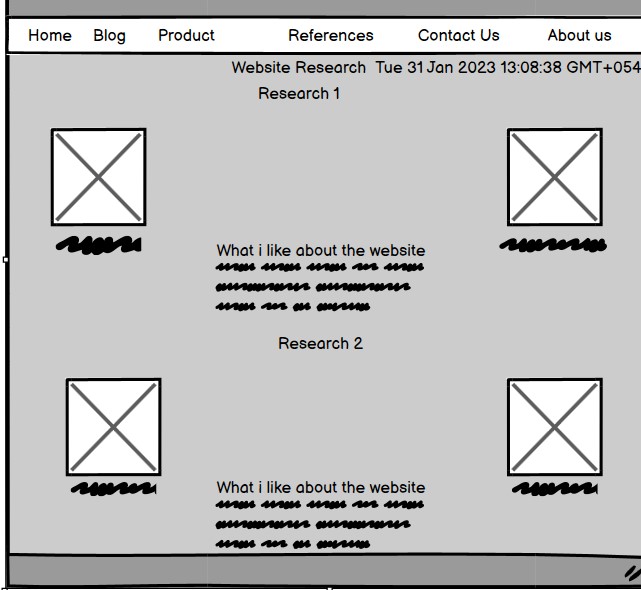 Home Blog Product References Contact Us About us
Website Research Tue 31 Jan 2023 13:08:38 GMT+054
Research 1
What i like about the website
Research 2
What i like about the website